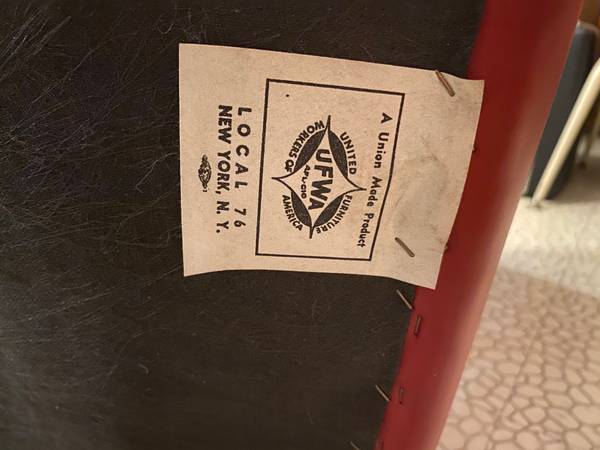 A Union Made Product
UNITED FURNITURE
WORKERS OF AMERICA
UFWA
AFL-CIO
LOCAL 76
NEW YORK, N. Y.